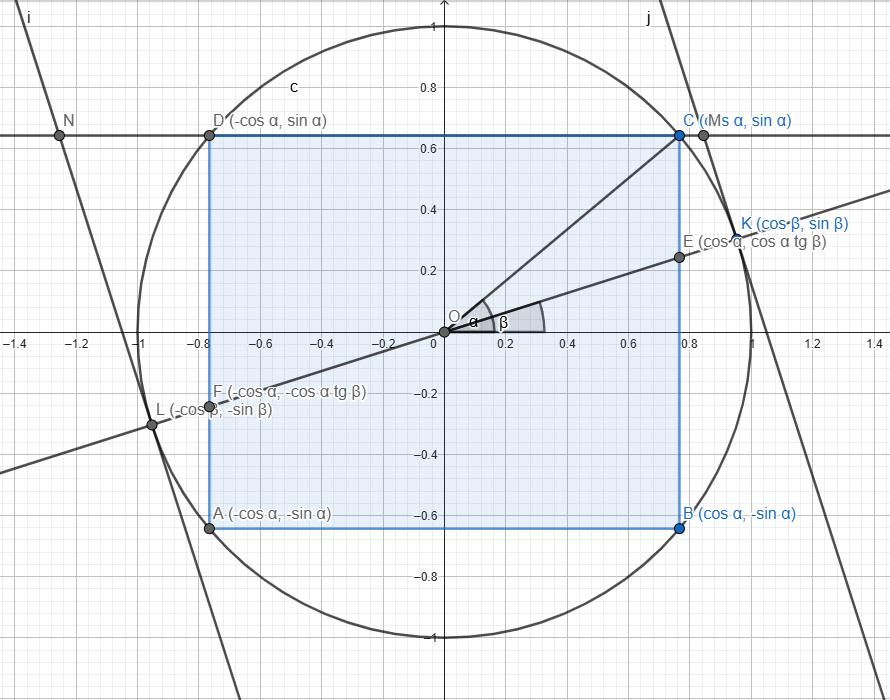 i
j
1
c
0.8
N
D (-cos α, sin α)
C (cos α, sin α)
M
0.6
0.4
K (cos β, sin β)
E (cos α, cos α tg β)
0.2
O
α
β
−1.4
−1.2
−1
−0.8
−0.6
−0.4
−0.2
0
0.2
0.4
0.6
0.8
1
1.2
1.4
−0.2
F (-cos α, -cos α tg β)
L (-cos β, -sin β)
−0.4
A (-cos α, -sin α)
B (cos α, -sin α)
−0.6
−0.8
−1